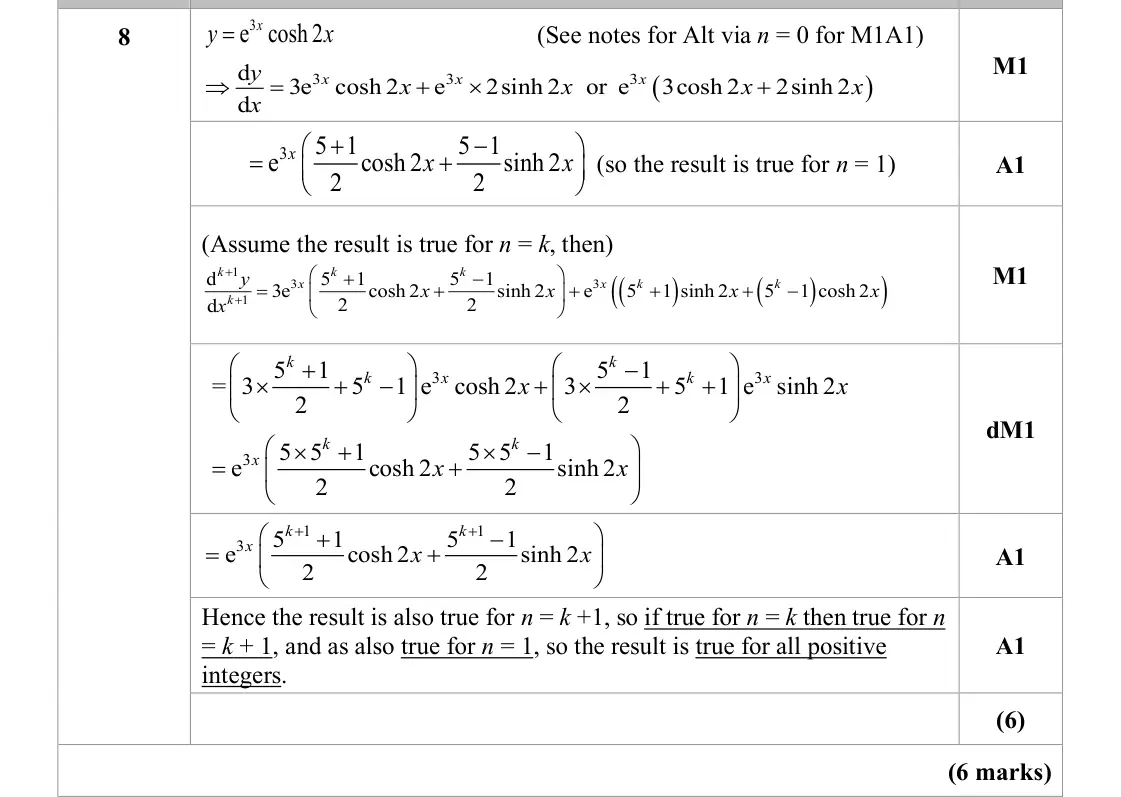 8
y = e^{3x} cosh 2x (See notes for Alt via n = 0 for M1A1)
⇒ dy/dx = 3e^{3x} cosh 2x + e^{3x} × 2 sinh 2x or e^{3x} (3 cosh 2x + 2 sinh 2x)
M1
= e^{3x} ( (5+1)/2 cosh 2x + (5−1)/2 sinh 2x ) (so the result is true for n = 1)
A1
(Assume the result is true for n = k, then)
d^{k+1}y/dx^{k+1} = 3e^{3x} ( (5^k +1)/2 cosh 2x + (5^k −1)/2 sinh 2x ) + e^{3x} ((5^k +1) sinh 2x + (5^k −1) cosh 2x)
M1
= ( 3 × (5^k +1)/2 + 5^k −1 ) e^{3x} cosh 2x + ( 3 × (5^k −1)/2 + 5^k +1 ) e^{3x} sinh 2x
= e^{3x} ( (5×5^k +1)/2 cosh 2x + (5×5^k −1)/2 sinh 2x )
dM1
= e^{3x} ( (5^{k+1} +1)/2 cosh 2x + (5^{k+1} −1)/2 sinh 2x )
A1
Hence the result is also true for n = k +1, so if true for n = k then true for n
= k + 1, and as also true for n = 1, so the result is true for all positive
integers.
A1
(6)
(6 marks)